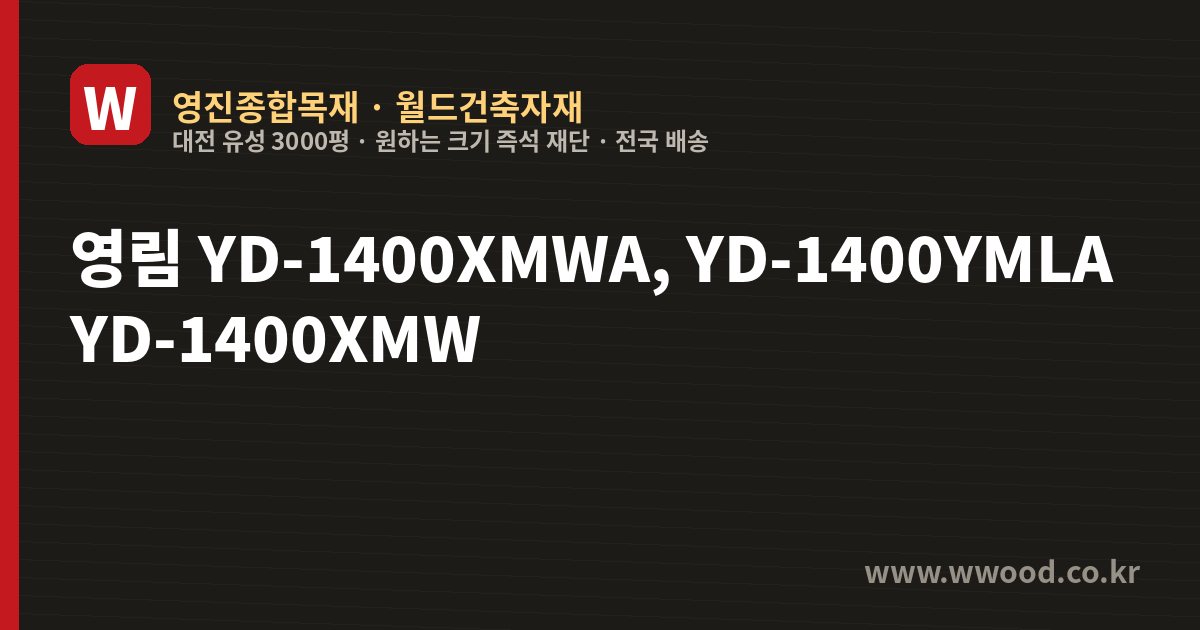 W
영진종합목재 · 월드건축자재
대전 유성 3000평 · 원하는 크기 즉석 재단 · 전국 배송
영림 YD-1400XMWA, YD-1400YMLA
YD-1400XMW
www.wwood.co.kr